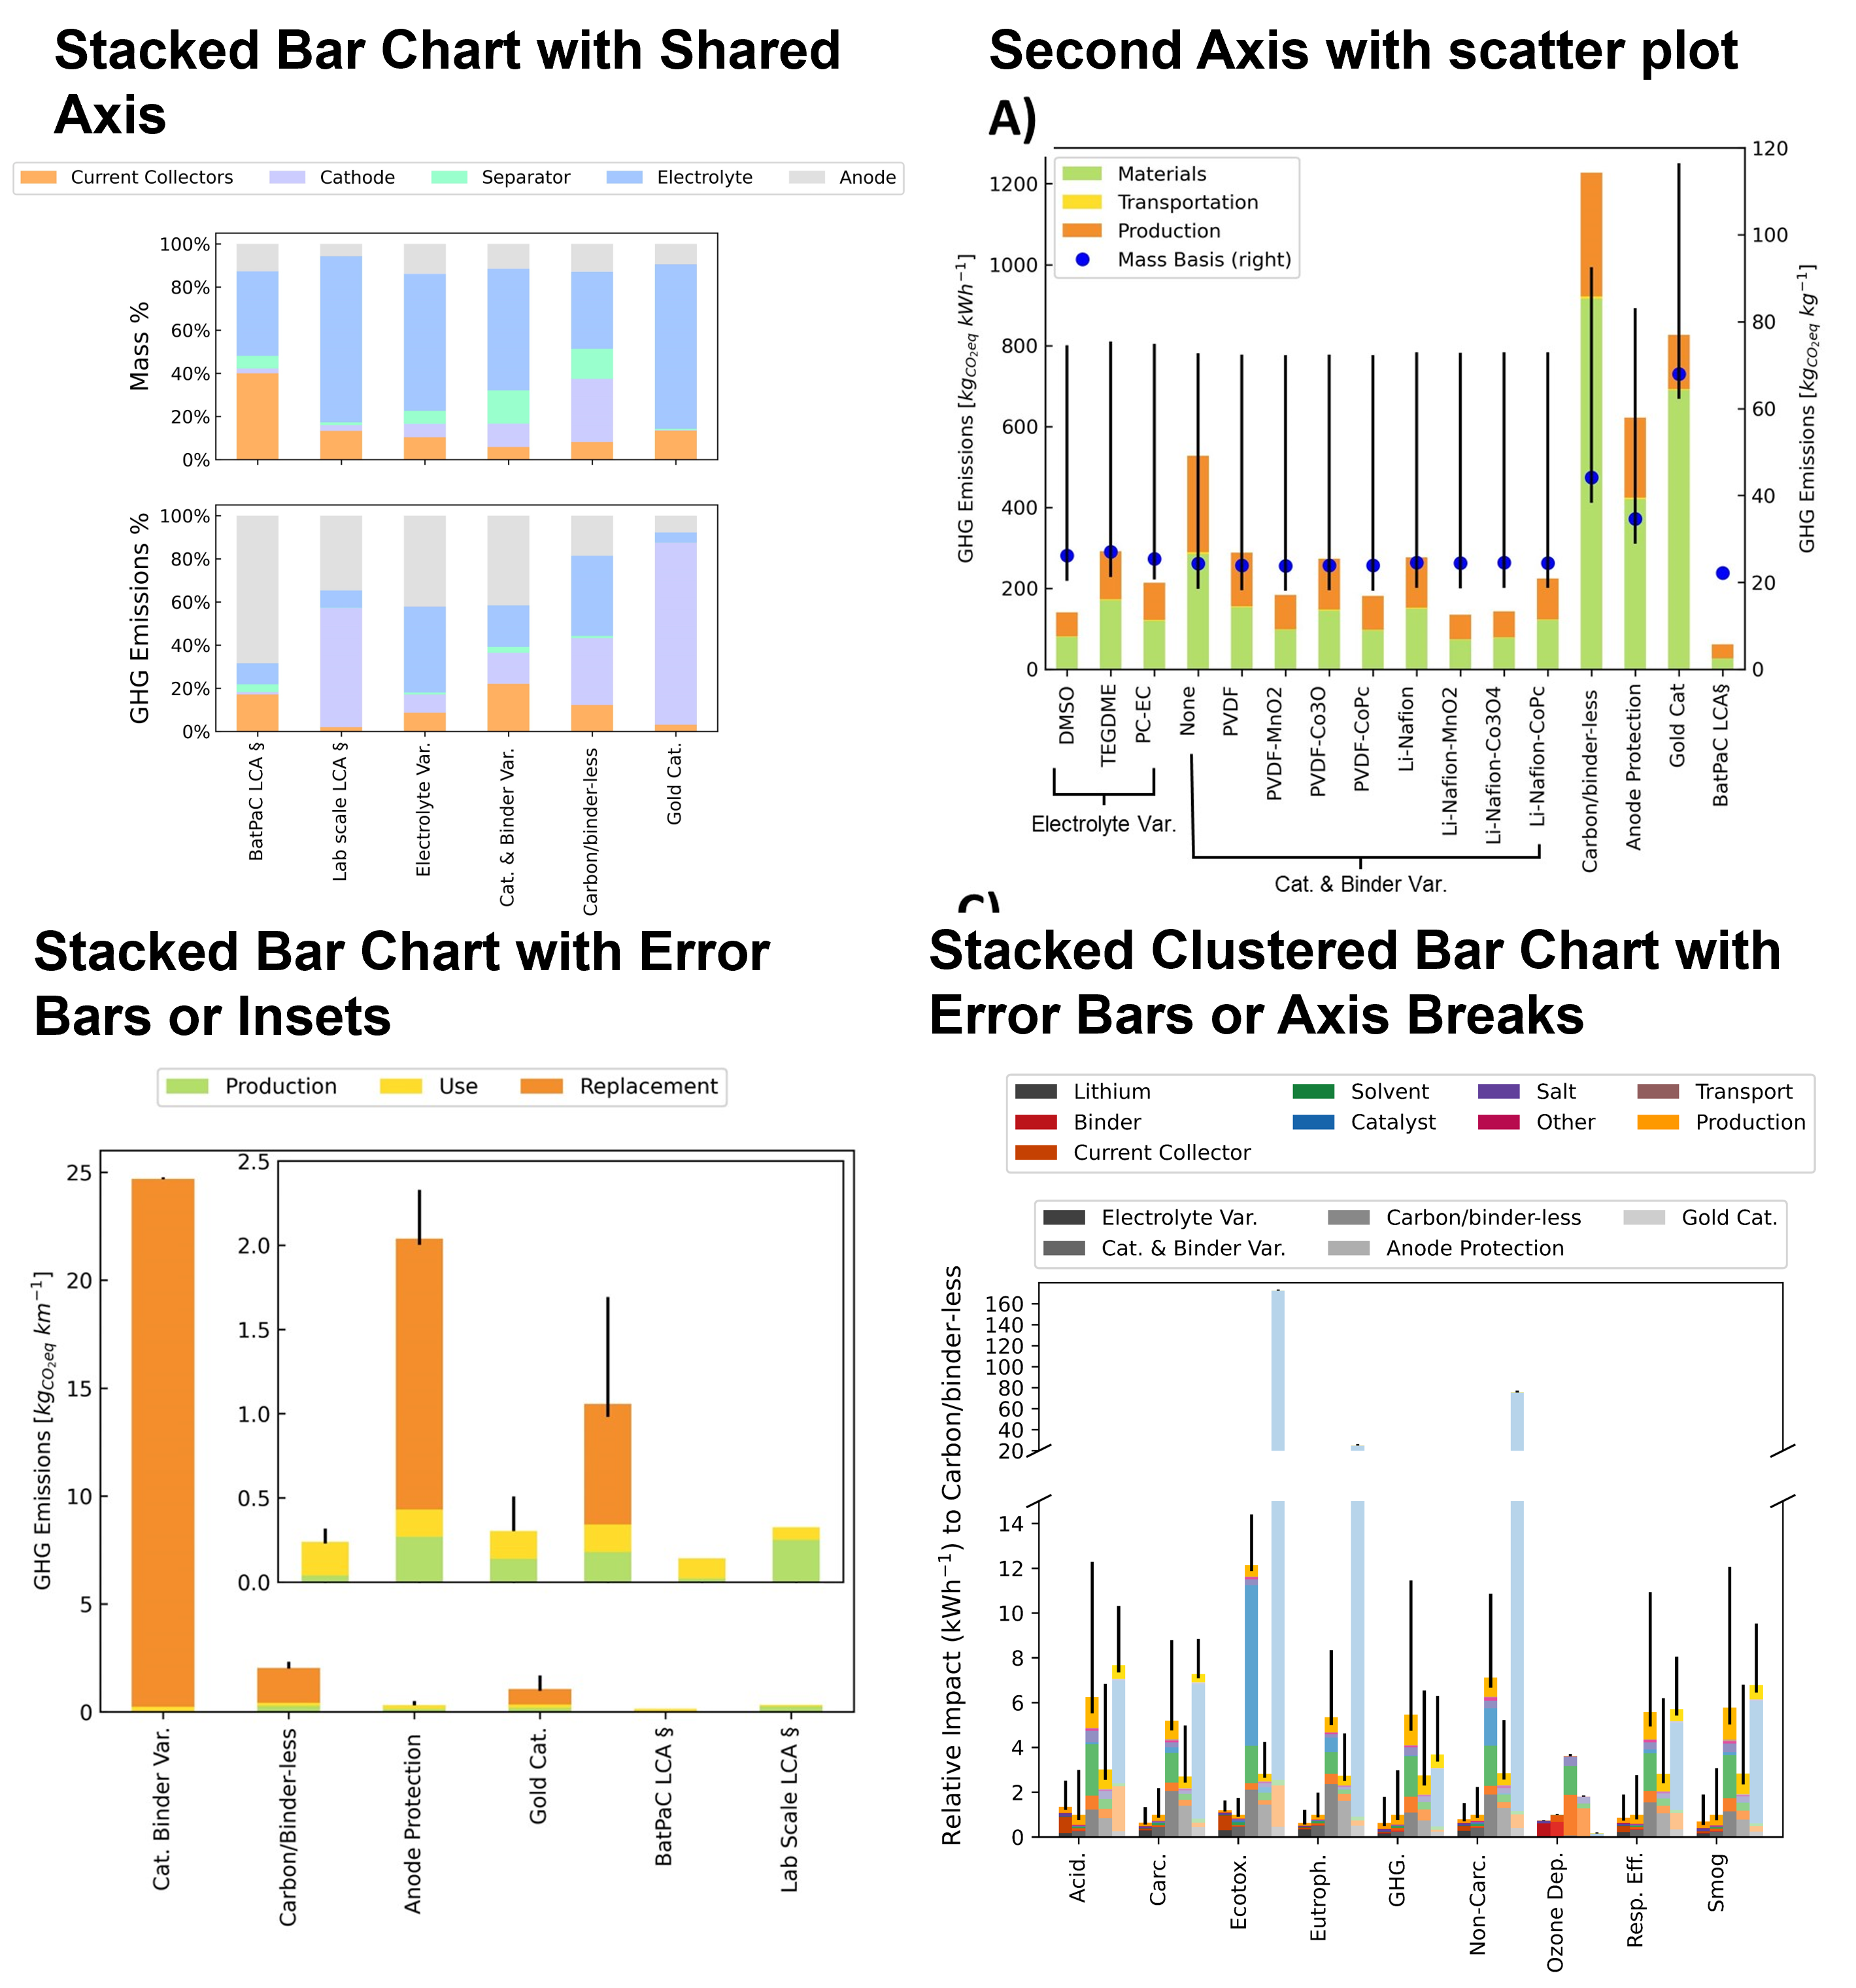 Stacked Bar Chart with Shared
Axis
Current Collectors Cathode Separator Electrolyte Anode
100%
80%
60%
40%
20%
0%
Mass %
100%
80%
60%
40%
20%
0%
GHG Emissions %
BatPaC LCA §
Lab scale LCA §
Electrolyte Var.
Cat. & Binder Var.
Carbon/binder-less
Gold Cat.
Second Axis with scatter plot
A)
Materials
Transportation
Production
Mass Basis (right)
1200
1000
800
600
400
200
0
GHG Emissions [kgCO2eq kWh−1]
120
100
80
60
40
20
0
GHG Emissions [kgCO2eq kg−1]
DMSO
TEGDME
PC-EC
None
PVDF
PVDF-MnO2
PVDF-Co3O
PVDF-CoPc
Li-Nafion
Li-Nafion-MnO2
Li-Nafion-Co3O4
Li-Nafion-CoPc
Carbon/binder-less
Anode Protection
Gold Cat
BatPac LCA§
Electrolyte Var.
Cat. & Binder Var.
C)
Stacked Bar Chart with Error
Bars or Insets
Production Use Replacement
25
20
15
10
5
0
GHG Emissions [kgCO2eq km−1]
2.5
2.0
1.5
1.0
0.5
0.0
Cat. Binder Var.
Carbon/Binder-less
Anode Protection
Gold Cat.
BatPaC LCA §
Lab Scale LCA §
Stacked Clustered Bar Chart with
Error Bars or Axis Breaks
Lithium Solvent Salt Transport
Binder Catalyst Other Production
Current Collector
Electrolyte Var. Carbon/binder-less Gold Cat.
Cat. & Binder Var. Anode Protection
Relative Impact (kWh−1) to Carbon/binder-less
160
140
120
100
80
60
40
20
14
12
10
8
6
4
2
0
Acid.
Carc.
Ecotox.
Eutroph.
GHG.
Non-Carc.
Ozone Dep.
Resp. Eff.
Smog